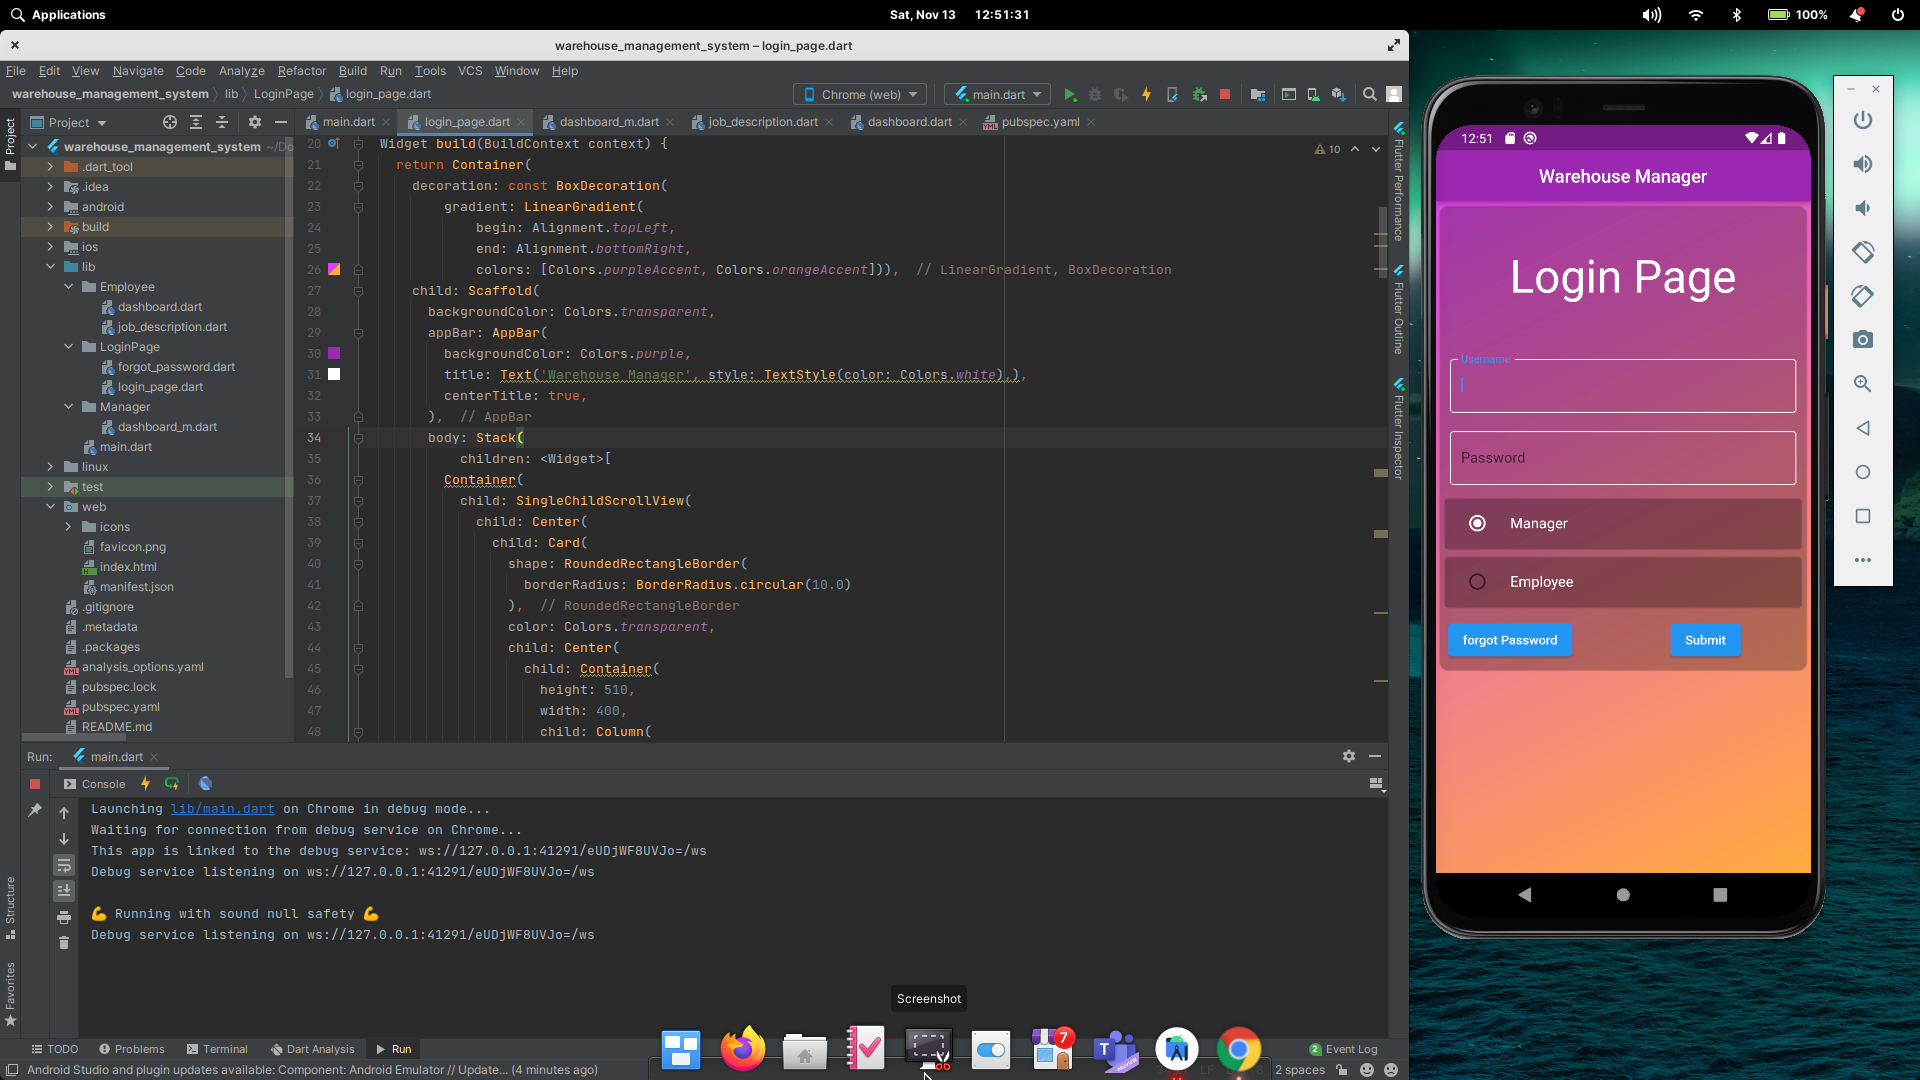 Applications
Sat, Nov 13 12:51:31
100%
warehouse_management_system – login_page.dart
File Edit View Navigate Code Analyze Refactor Build Run Tools VCS Window Help
warehouse_management_system lib LoginPage login_page.dart
Chrome (web) main.dart
Project
main.dart login_page.dart dashboard_m.dart job_description.dart dashboard.dart pubspec.yaml
warehouse_management_system ~/Do
.dart_tool
.idea
android
build
ios
lib
Employee
dashboard.dart
job_description.dart
LoginPage
forgot_password.dart
login_page.dart
Manager
dashboard_m.dart
main.dart
linux
test
web
icons
favicon.png
index.html
manifest.json
.gitignore
.metadata
.packages
analysis_options.yaml
pubspec.lock
pubspec.yaml
README.md
Project
Structure
Favorites
10
20 Widget build(BuildContext context) {
21 return Container(
22 decoration: const BoxDecoration(
23 gradient: LinearGradient(
24 begin: Alignment.topLeft,
25 end: Alignment.bottomRight,
26 colors: [Colors.purpleAccent, Colors.orangeAccent])), // LinearGradient, BoxDecoration
27 child: Scaffold(
28 backgroundColor: Colors.transparent,
29 appBar: AppBar(
30 backgroundColor: Colors.purple,
31 title: Text('Warehouse Manager', style: TextStyle(color: Colors.white),),
32 centerTitle: true,
33 ), // AppBar
34 body: Stack(
35 children: <Widget>[
36 Container(
37 child: SingleChildScrollView(
38 child: Center(
39 child: Card(
40 shape: RoundedRectangleBorder(
41 borderRadius: BorderRadius.circular(10.0)
42 ), // RoundedRectangleBorder
43 color: Colors.transparent,
44 child: Center(
45 child: Container(
46 height: 510,
47 width: 400,
48 child: Column(
Flutter Performance
Flutter Outline
Flutter Inspector
Run: main.dart
Console
Launching lib/main.dart on Chrome in debug mode...
Waiting for connection from debug service on Chrome...
This app is linked to the debug service: ws://127.0.0.1:41291/eUDjWF8UVJo=/ws
Debug service listening on ws://127.0.0.1:41291/eUDjWF8UVJo=/ws
💪 Running with sound null safety 💪
Debug service listening on ws://127.0.0.1:41291/eUDjWF8UVJo=/ws
Screenshot
7
TODO Problems Terminal Dart Analysis Run
2 Event Log
Android Studio and plugin updates available: Component: Android Emulator // Update... (4 minutes ago)
2 spaces
12:51
Warehouse Manager
Login Page
Username
Password
Manager
Employee
forgot Password Submit